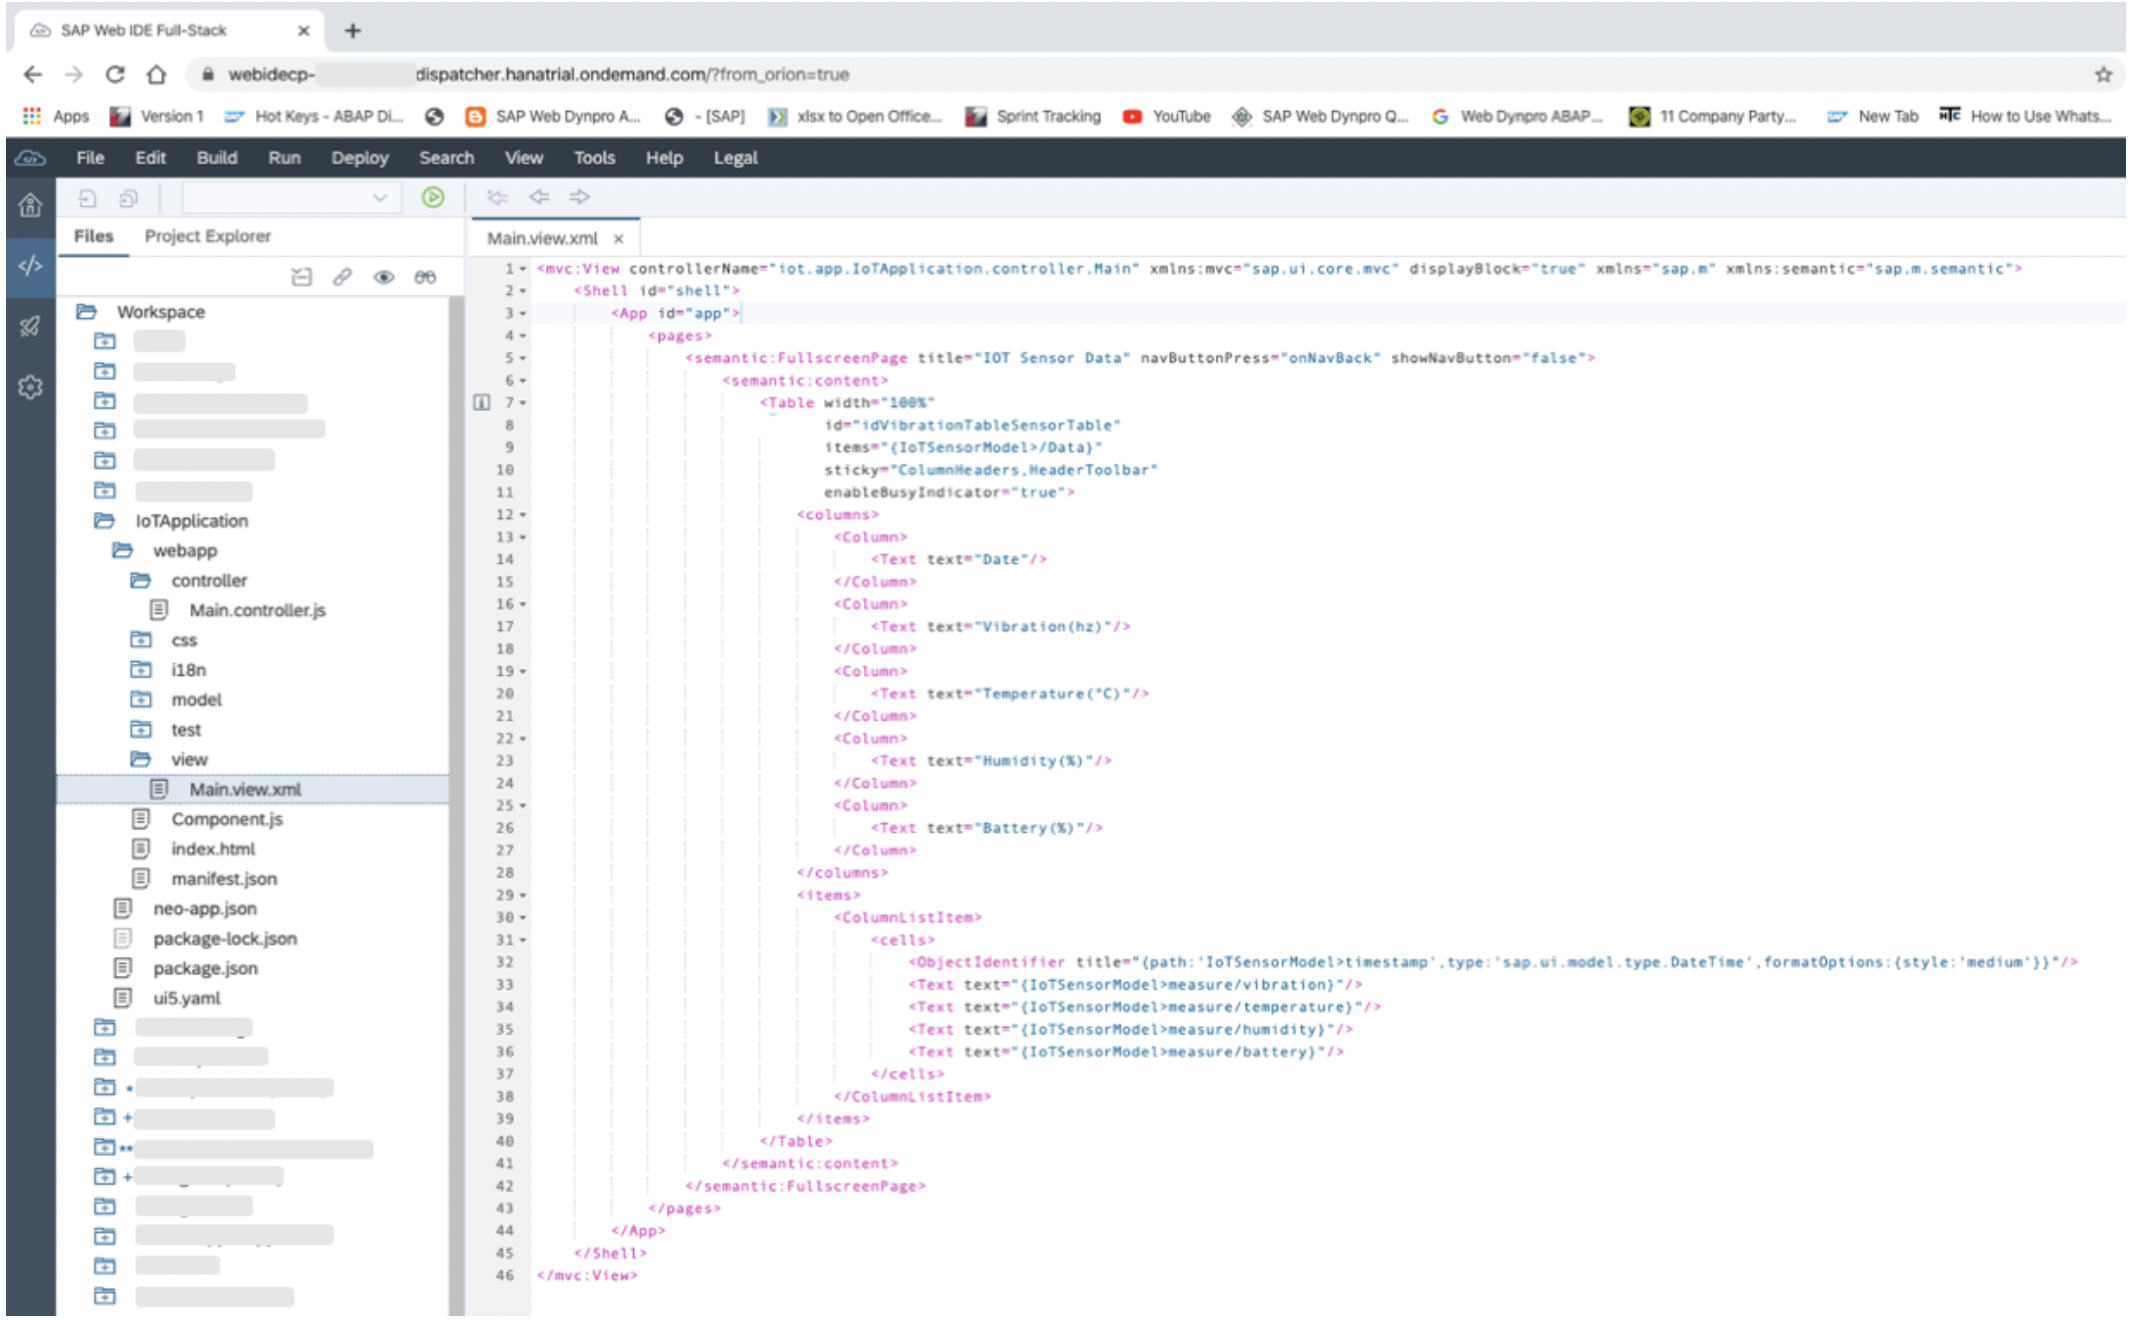 SAP Web IDE Full-Stack
webidecp- dispatcher.hanatrial.ondemand.com/?from_orion=true
Apps Version 1 Hot Keys - ABAP Di... SAP Web Dynpro A... - [SAP] xlsx to Open Office... Sprint Tracking YouTube SAP Web Dynpro Q... Web Dynpro ABAP... 11 Company Party... New Tab How to Use Whats...
File Edit Build Run Deploy Search View Tools Help Legal
Files Project Explorer
Workspace
IoTApplication
webapp
controller
Main.controller.js
css
i18n
model
test
view
Main.view.xml
Component.js
index.html
manifest.json
neo-app.json
package-lock.json
package.json
ui5.yaml
Main.view.xml
1 <mvc:View controllerName="iot.app.IoTApplication.controller.Main" xmlns:mvc="sap.ui.core.mvc" displayBlock="true" xmlns="sap.m" xmlns:semantic="sap.m.semantic">
2 <Shell id="shell">
3 <App id="app">
4 <pages>
5 <semantic:FullscreenPage title="IOT Sensor Data" navButtonPress="onNavBack" showNavButton="false">
6 <semantic:content>
7 <Table width="100%"
8 id="idVibrationTableSensorTable"
9 items="{IoTSensorModel>/Data}"
10 sticky="ColumnHeaders,HeaderToolbar"
11 enableBusyIndicator="true">
12 <columns>
13 <Column>
14 <Text text="Date"/>
15 </Column>
16 <Column>
17 <Text text="Vibration(hz)"/>
18 </Column>
19 <Column>
20 <Text text="Temperature(°C)"/>
21 </Column>
22 <Column>
23 <Text text="Humidity(%)"/>
24 </Column>
25 <Column>
26 <Text text="Battery(%)"/>
27 </Column>
28 </columns>
29 <items>
30 <ColumnListItem>
31 <cells>
32 <ObjectIdentifier title="{path:'IoTSensorModel>timestamp',type:'sap.ui.model.type.DateTime',formatOptions:{style:'medium'}}"/>
33 <Text text="{IoTSensorModel>measure/vibration}"/>
34 <Text text="{IoTSensorModel>measure/temperature}"/>
35 <Text text="{IoTSensorModel>measure/humidity}"/>
36 <Text text="{IoTSensorModel>measure/battery}"/>
37 </cells>
38 </ColumnListItem>
39 </items>
40 </Table>
41 </semantic:content>
42 </semantic:FullscreenPage>
43 </pages>
44 </App>
45 </Shell>
46 </mvc:View>